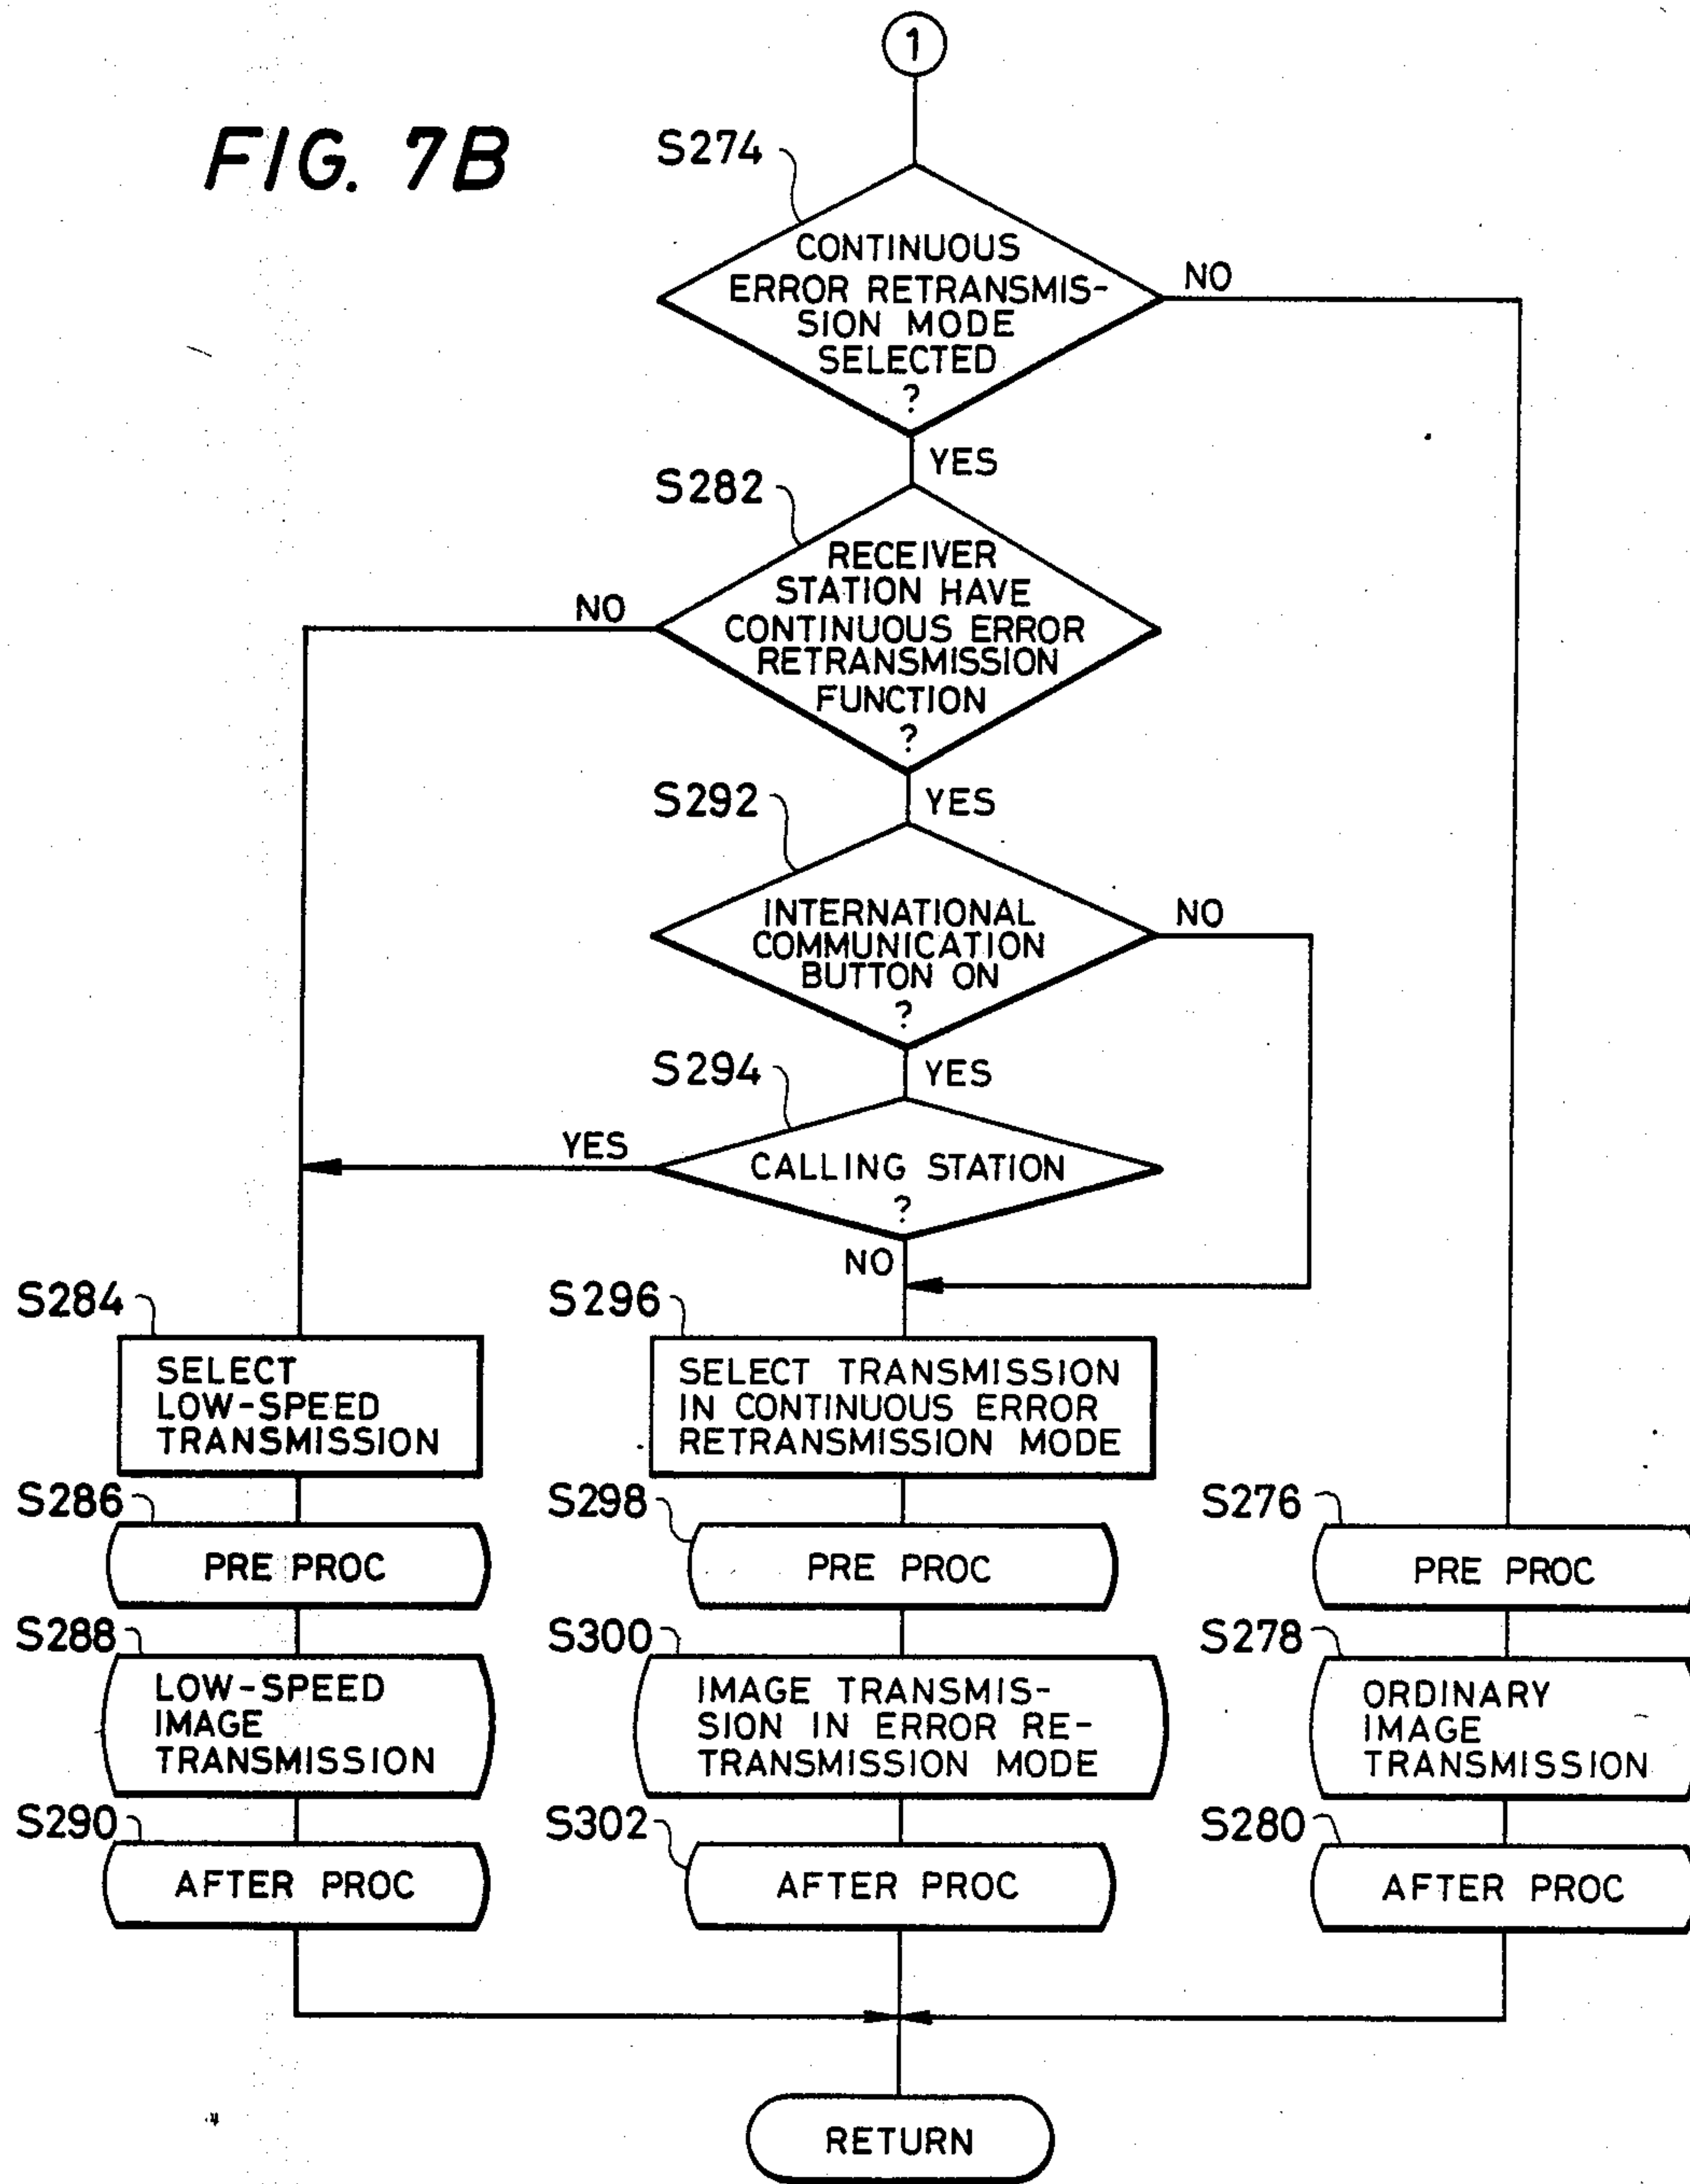 1
FIG. 7B
S274
CONTINUOUS
ERROR RETRANSMIS-
SION MODE
SELECTED
?
NO
YES
S282
RECEIVER
STATION HAVE
CONTINUOUS ERROR
RETRANSMISSION
FUNCTION
?
NO
YES
S292
INTERNATIONAL
COMMUNICATION
BUTTON ON
?
NO
YES
S294
CALLING STATION
?
YES
NO
S284
SELECT
LOW-SPEED
TRANSMISSION
S296
SELECT TRANSMISSION
IN CONTINUOUS ERROR
RETRANSMISSION MODE
S286
PRE PROC
S298
PRE PROC
S276
PRE PROC
S288
LOW-SPEED
IMAGE
TRANSMISSION
S300
IMAGE TRANSMIS-
SION IN ERROR RE-
TRANSMISSION MODE
S278
ORDINARY
IMAGE
TRANSMISSION
S290
AFTER PROC
S302
AFTER PROC
S280
AFTER PROC
RETURN